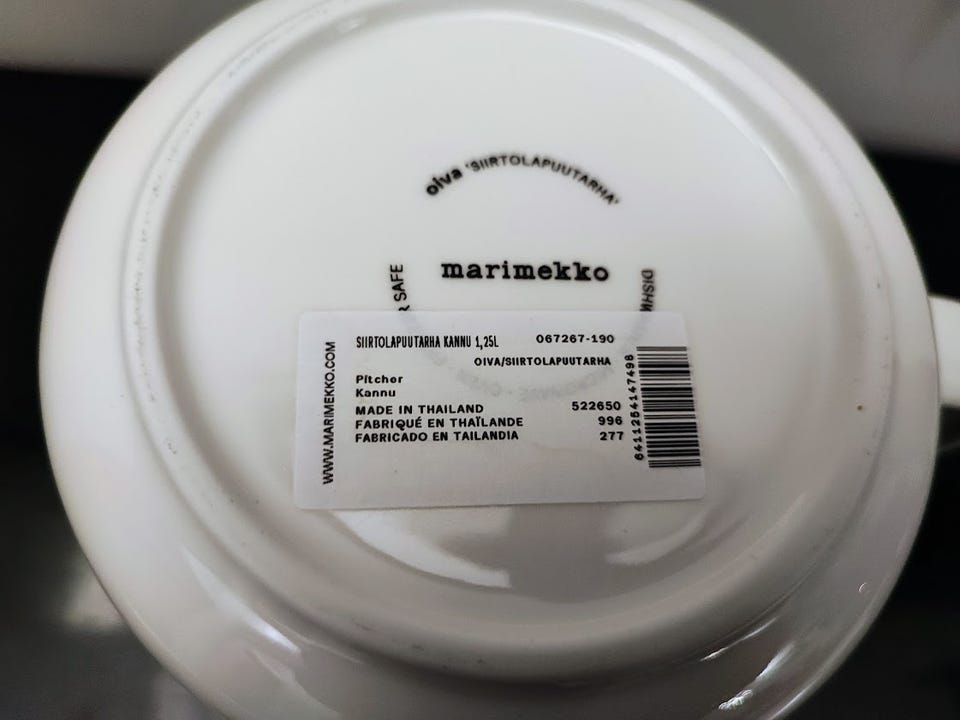 oiva 'SIIRTOLAPUUTARHA'
marimekko
SAFE
WWW.MARIMEKKO.COM
SIIRTOLAPUUTARHA KANNU 1,25L 067267-190
OIVA/SIIRTOLAPUUTARHA
Pitcher
Kannu
MADE IN THAILAND 522650
FABRIQUÉ EN THAÏLANDE 996
FABRICADO EN TAILANDIA 277
6411254147498